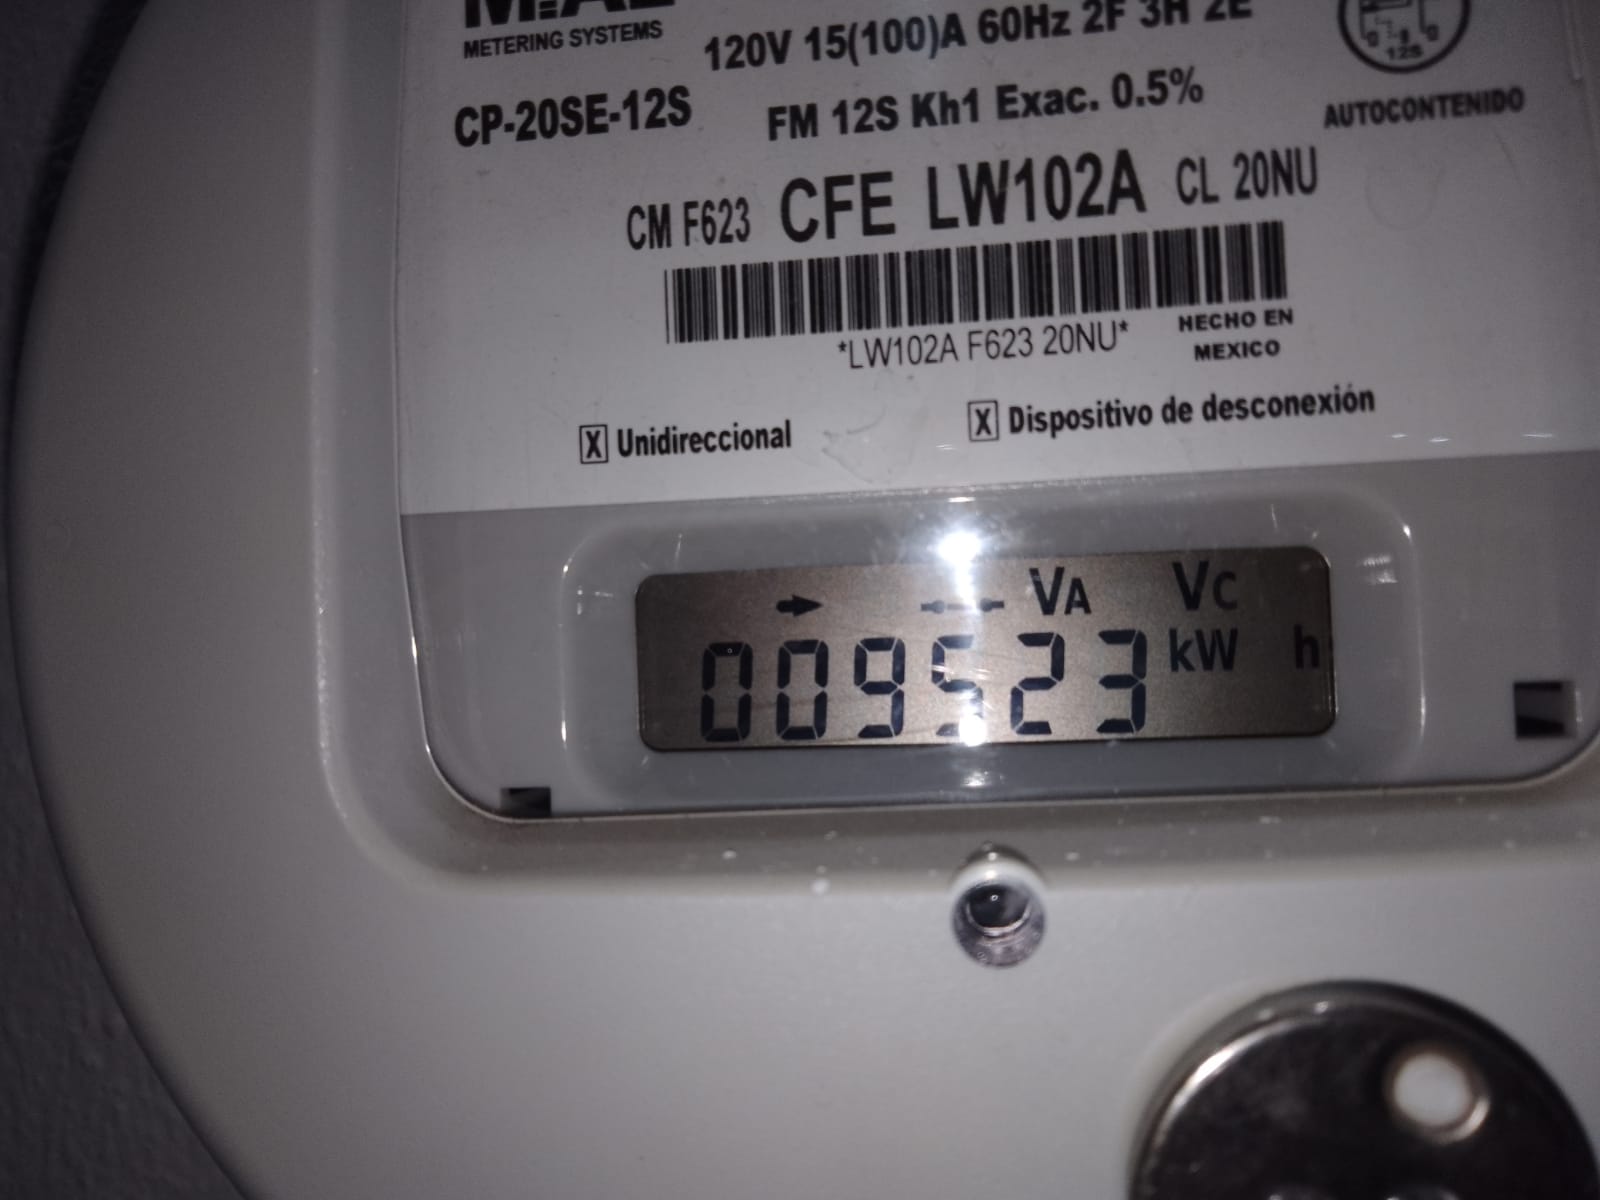 METERING SYSTEMS
120V 15(100)A 60Hz 2F 3H 2E
12S
CP-20SE-12S FM 12S Kh1 Exac. 0.5% AUTOCONTENIDO
CM F623 CFE LW102A CL 20NU
*LW102A F623 20NU* HECHO EN
MEXICO
X Unidireccional X Dispositivo de desconexión
VA VC
009523 kW h